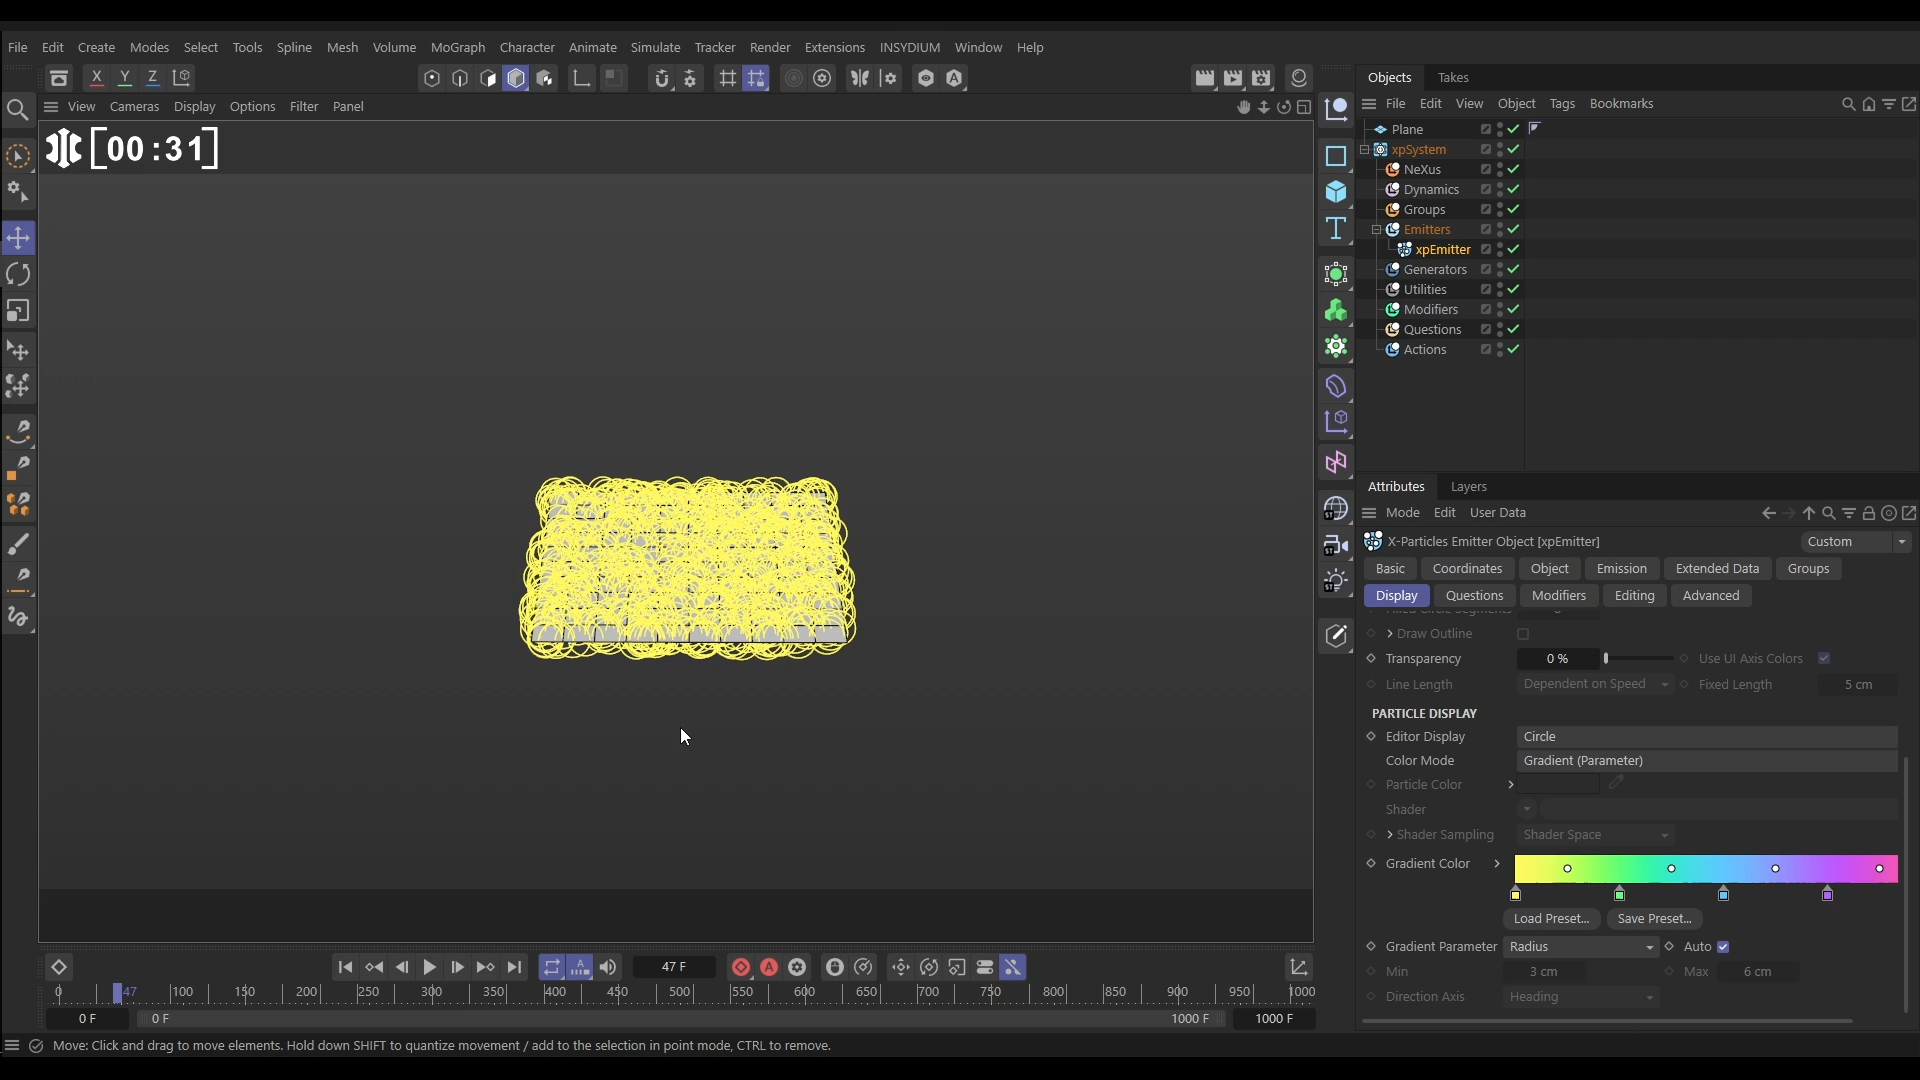 File Edit Create Modes Select Tools Spline Mesh Volume MoGraph Character Animate Simulate Tracker Render Extensions INSYDIUM Window Help
X Y Z
View Cameras Display Options Filter Panel
[00:31]
Objects Takes
File Edit View Object Tags Bookmarks
Plane
xpSystem
NeXus
Dynamics
Groups
Emitters
xpEmitter
Generators
Utilities
Modifiers
Questions
Actions
Attributes Layers
Mode Edit User Data
X-Particles Emitter Object [xpEmitter] Custom
Basic Coordinates Object Emission Extended Data Groups
Display Questions Modifiers Editing Advanced
Draw Outline
Transparency 0 % Use UI Axis Colors
Line Length Dependent on Speed Fixed Length 5 cm
PARTICLE DISPLAY
Editor Display Circle
Color Mode Gradient (Parameter)
Particle Color
Shader
Shader Sampling Shader Space
Gradient Color
Load Preset... Save Preset...
Gradient Parameter Radius Auto
Min 3 cm Max 6 cm
Direction Axis Heading
47 F
0 47 100 150 200 250 300 350 400 450 500 550 600 650 700 750 800 850 900 950 1000
0 F 0 F 1000 F 1000 F
Move: Click and drag to move elements. Hold down SHIFT to quantize movement / add to the selection in point mode, CTRL to remove.